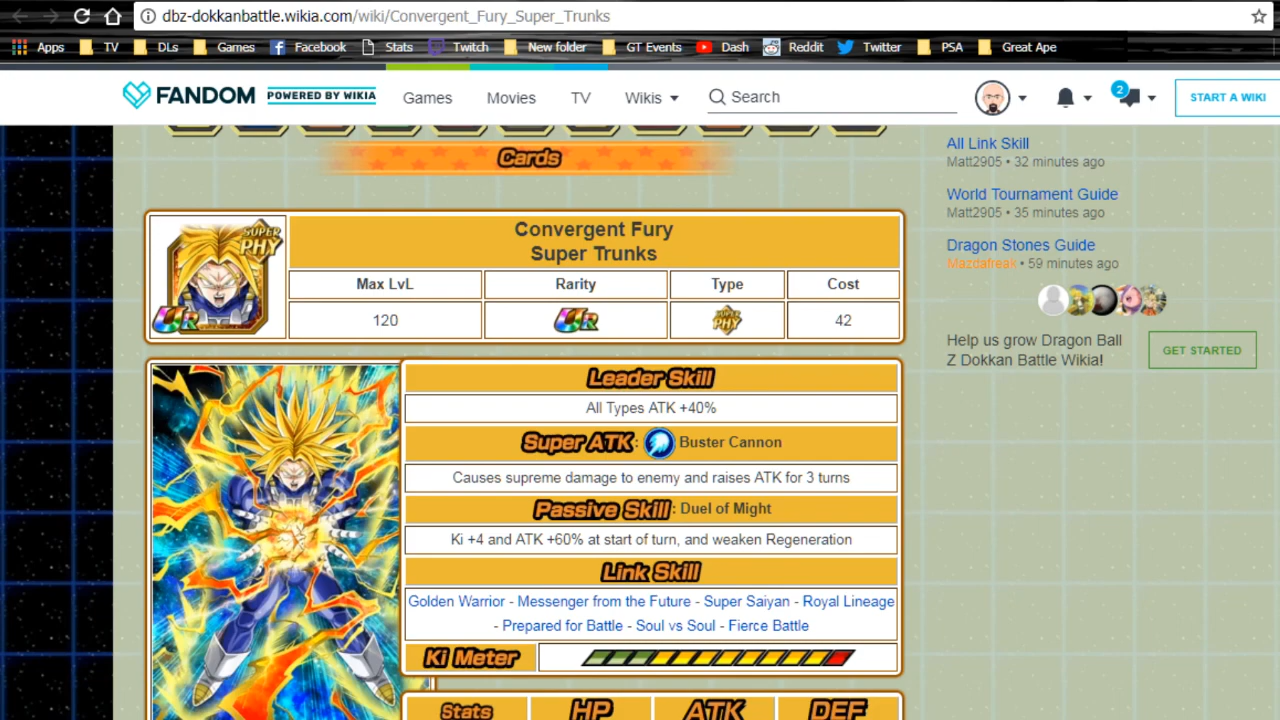 dbz-dokkanbattle.wikia.com/wiki/Convergent_Fury_Super_Trunks
Apps TV DLs Games Facebook Stats Twitch New folder GT Events Dash Reddit Twitter PSA Great Ape
FANDOM POWERED BY WIKIA Games Movies TV Wikis Search 2 START A WIKI
Cards
All Link Skill
Matt2905 • 32 minutes ago
World Tournament Guide
Matt2905 • 35 minutes ago
Dragon Stones Guide
Mazdafreak • 59 minutes ago
Help us grow Dragon Ball
Z Dokkan Battle Wikia!
GET STARTED
SUPER
PHY
UR
Convergent Fury
Super Trunks
Max LvL Rarity Type Cost
120 UR SUPER PHY 42
Leader Skill
All Types ATK +40%
Super ATK: Buster Cannon
Causes supreme damage to enemy and raises ATK for 3 turns
Passive Skill: Duel of Might
Ki +4 and ATK +60% at start of turn, and weaken Regeneration
Link Skill
Golden Warrior - Messenger from the Future - Super Saiyan - Royal Lineage
- Prepared for Battle - Soul vs Soul - Fierce Battle
Ki Meter
Stats HP ATK DEF